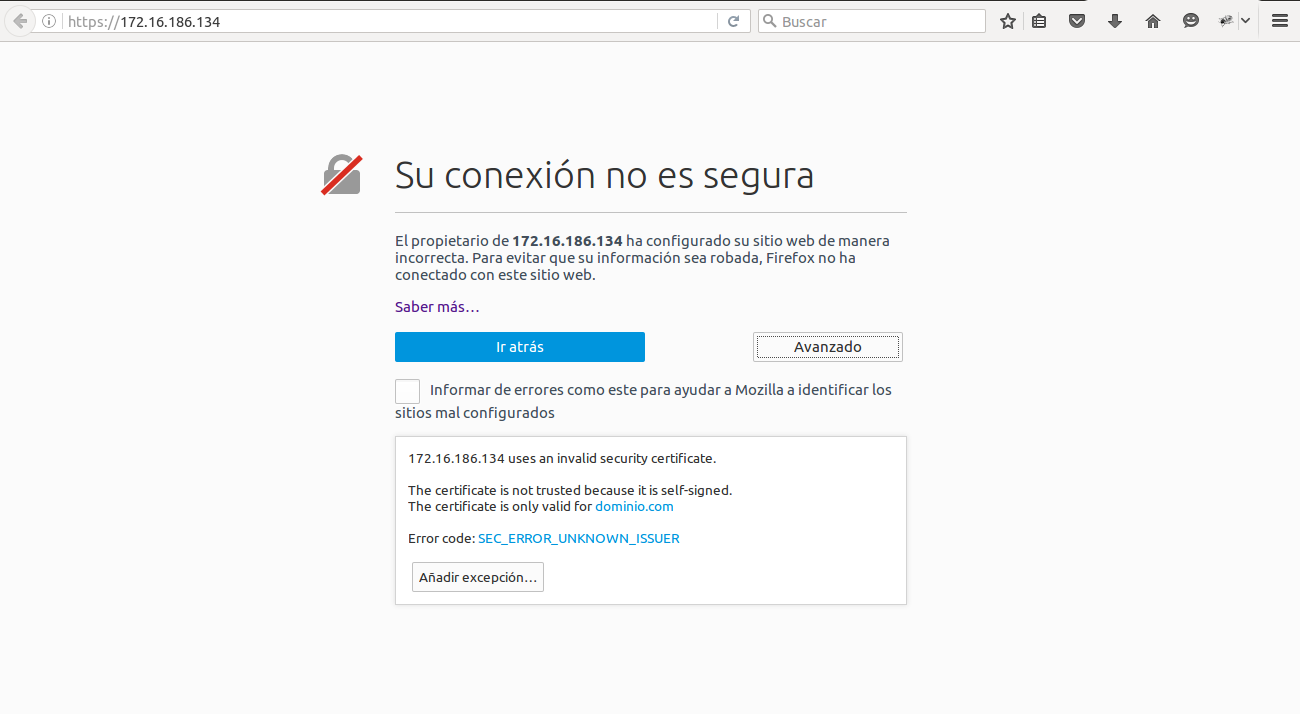 https://172.16.186.134
Buscar
Su conexión no es segura
El propietario de 172.16.186.134 ha configurado su sitio web de manera
incorrecta. Para evitar que su información sea robada, Firefox no ha
conectado con este sitio web.
Saber más…
Ir atrás
Avanzado
Informar de errores como este para ayudar a Mozilla a identificar los
sitios mal configurados
172.16.186.134 uses an invalid security certificate.
The certificate is not trusted because it is self-signed.
The certificate is only valid for dominio.com
Error code: SEC_ERROR_UNKNOWN_ISSUER
Añadir excepción…